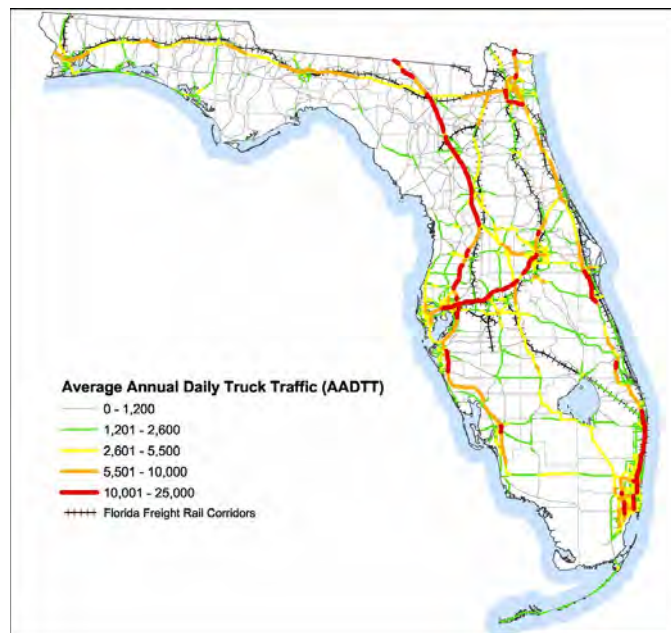 Average Annual Daily Truck Traffic (AADTT)
0 - 1,200
1,201 - 2,600
2,601 - 5,500
5,501 - 10,000
10,001 - 25,000
Florida Freight Rail Corridors